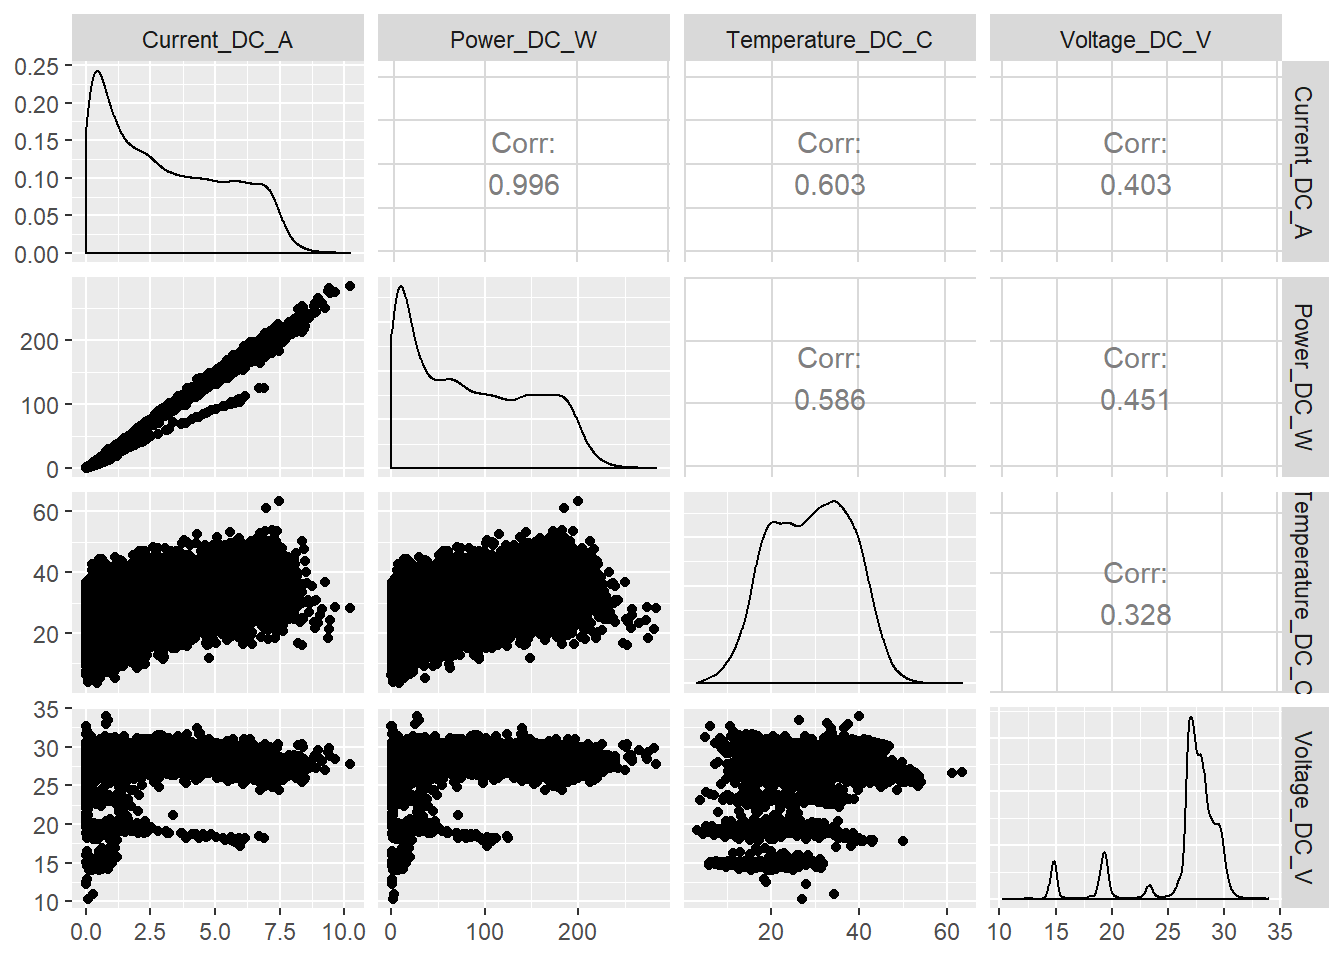 Current_DC_A Power_DC_W Temperature_DC_C Voltage_DC_V
0.25
0.20
0.15
0.10
0.05
0.00
Corr:
0.996
Corr:
0.603
Corr:
0.403
Current_DC_A
200
100
0
Corr:
0.586
Corr:
0.451
Power_DC_W
60
40
20
Corr:
0.328
Temperature_DC_C
35
30
25
20
15
10
Voltage_DC_V
0.0 2.5 5.0 7.5 10.0 0 100 200 20 40 60 10 15 20 25 30 35